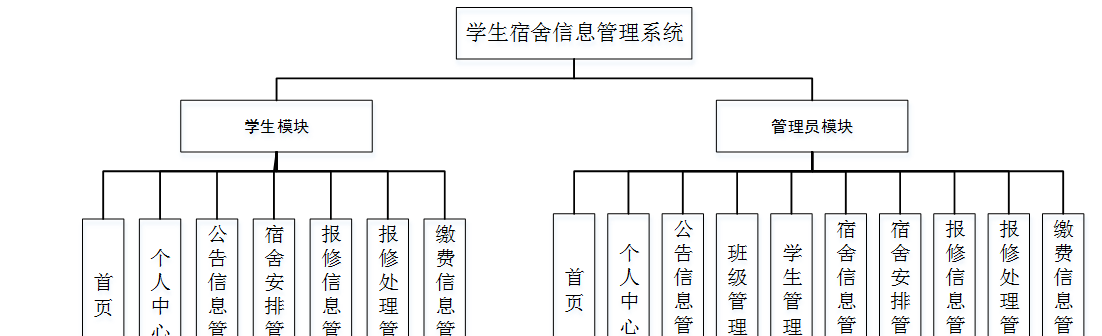 学生宿舍信息管理系统
学生模块
管理员模块
首页
个人中心
公告信息管
宿舍安排管
报修信息管
报修处理管
缴费信息管
首页
个人中心
公告信息管
班级管理
学生管理
宿舍信息管
宿舍安排管
报修信息管
报修处理管
缴费信息管